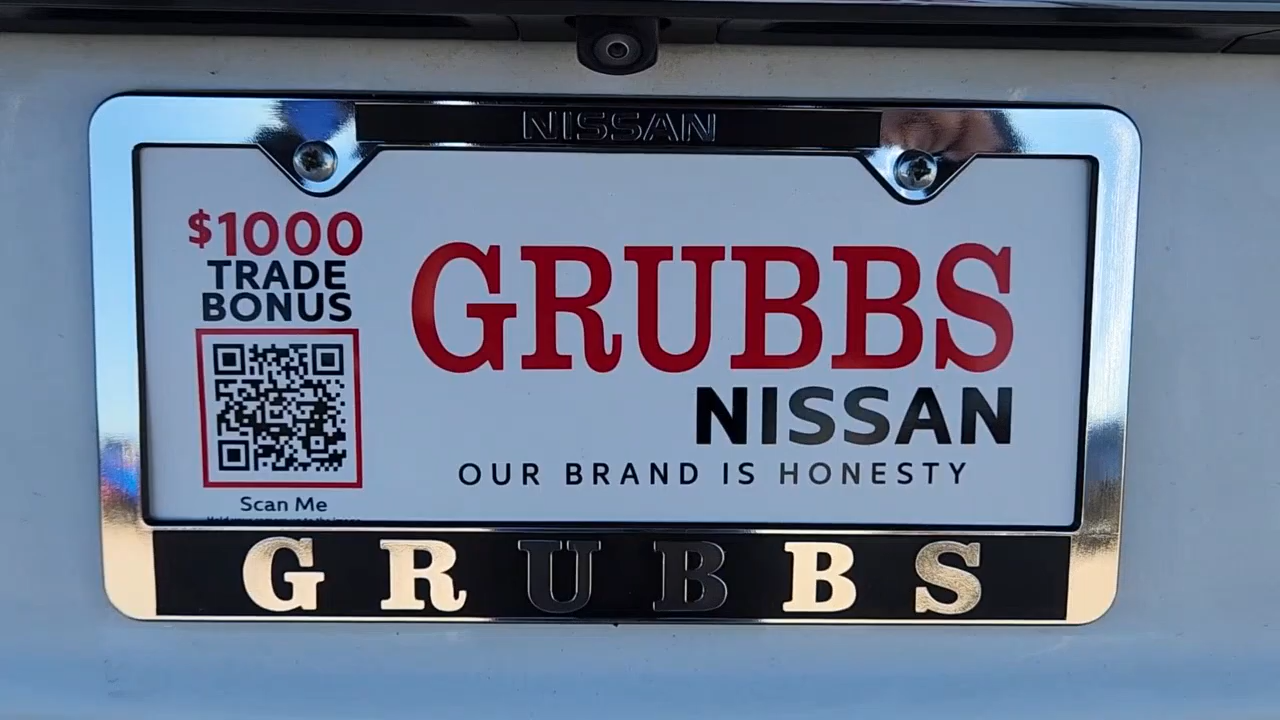 NISSAN
$1000
TRADE
BONUS
Scan Me
GRUBBS
NISSAN
OUR BRAND IS HONESTY
GRUBBS